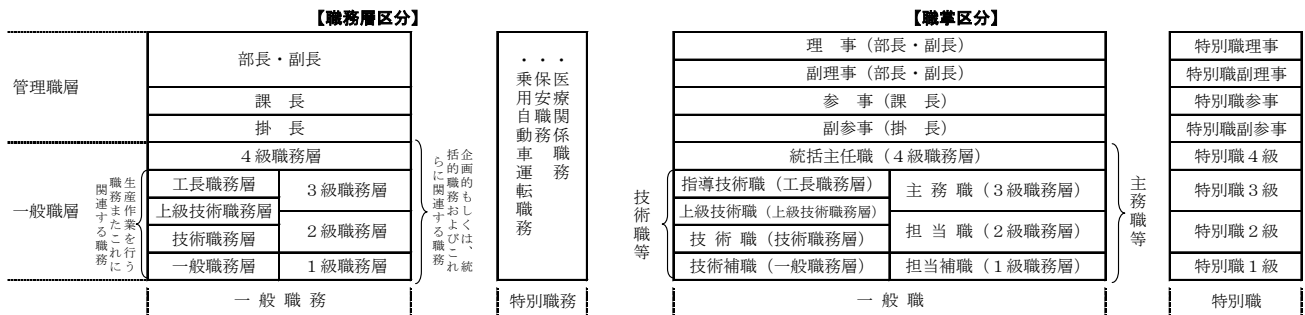 【職務層区分】
【職掌区分】
管理職層
一般職層
部長・副長
課　長
掛　長
４級職務層
工長職務層
３級職務層
上級技術職務層
２級職務層
技術職務層
一般職務層
１級職務層
生産作業を行う
職務またこれに
関連する職務
企画的もしくは、統
括的職務およびこれ
らに関連する職務
一 般 職 務
・医療関係職務
・保安職務
・乗用自動車運転職務
特別職務
理　事（部長・副長）
副理事（部長・副長）
参　事（課　長）
副参事（掛　長）
統括主任職（４級職務層）
指導技術職（工長職務層）
主 務 職（３級職務層）
上級技術職（上級技術職務層）
担 当 職（２級職務層）
技 術 職（技術職務層）
技術補職（一般職務層）
担当補職（１級職務層）
技術職等
主務職等
一 般 職
特別職理事
特別職副理事
特別職参事
特別職副参事
特別職４級
特別職３級
特別職２級
特別職１級
特別職